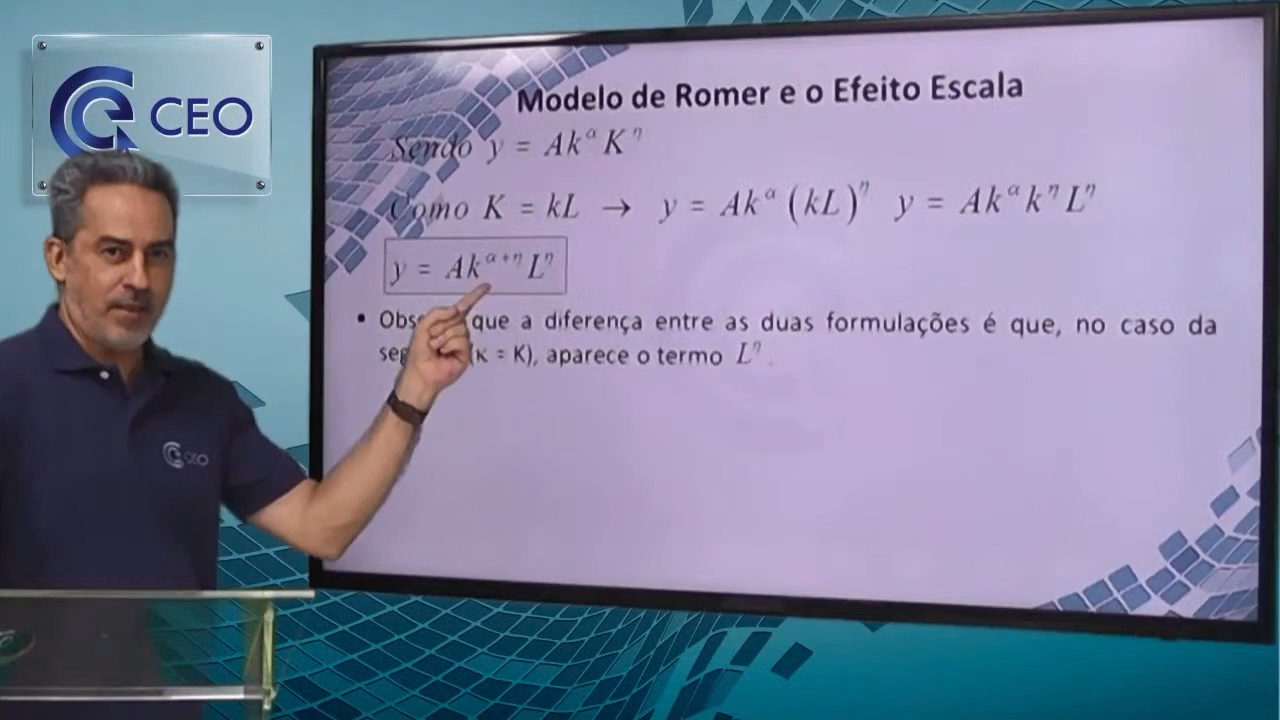 CEO
Modelo de Romer e o Efeito Escala
Sendo y = Ak^α K^η
Como K = kL → y = Ak^α (kL)^η y = Ak^α k^η L^η
y = Ak^(α+η) L^η
• que a diferença entre as duas formulações é que, no caso da
(κ = K), aparece o termo L^η.
CEO